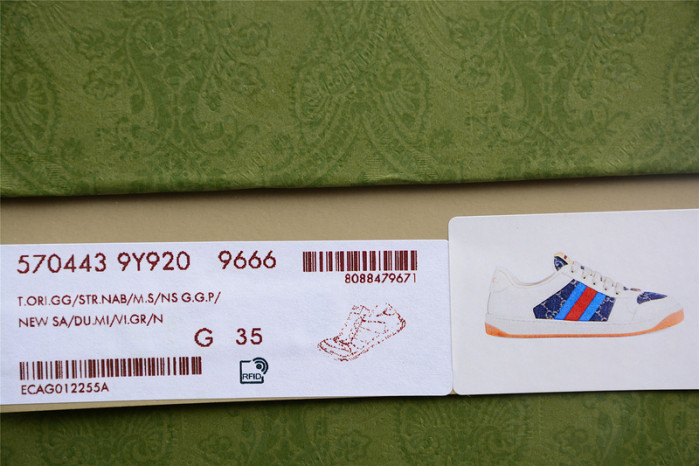 570443 9Y920 9666
8088479671
T.ORI.GG/STR.NAB/M.S/NS G.G.P/
NEW SA/DU.MI/VI.GR/N
G 35
RFID
ECAG012255A